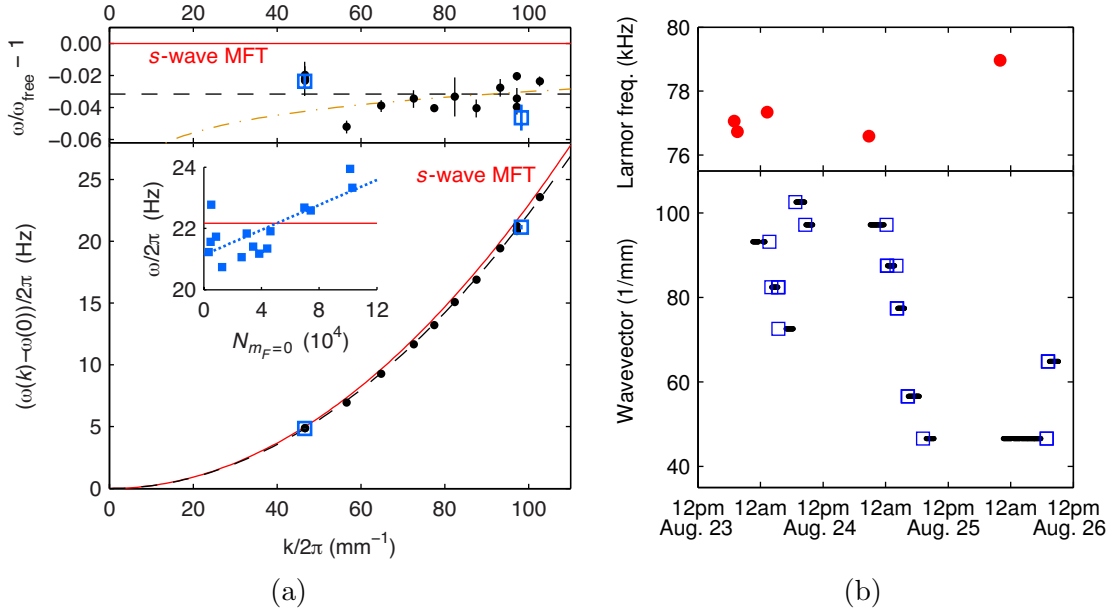 0 20 40 60 80 100
0.00
−0.02
−0.04
−0.06
ω/ω_free − 1
s-wave MFT
25
20
15
10
5
0
(ω(k)−ω(0))/2π (Hz)
s-wave MFT
24
22
20
ω/2π (Hz)
0 4 8 12
N_{m_F=0} (10^4)
0 20 40 60 80 100
k/2π (mm^{−1})
(a)
80
78
76
Larmor freq. (kHz)
100
80
60
40
Wavevector (1/mm)
12pm 12am 12pm 12am 12pm 12am 12pm
Aug. 23 Aug. 24 Aug. 25 Aug. 26
(b)